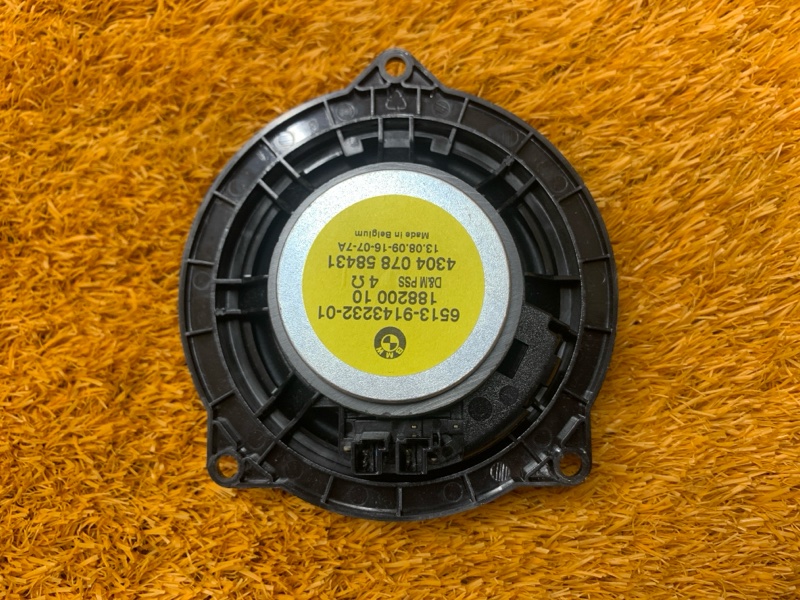 BMW
6513-9143232-01
188200 10
D&M PSS 4 Ω
4304 078 58431
13.08.09-16-07-7A
Made in Belgium